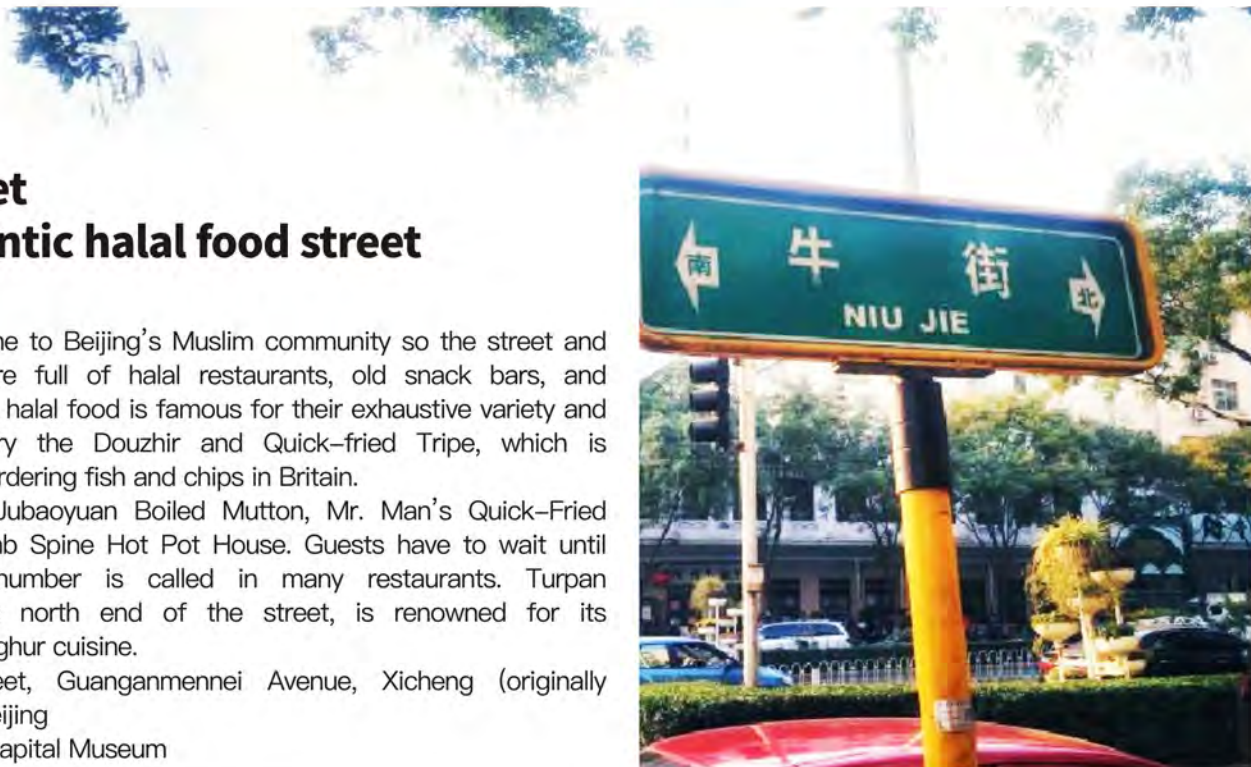 et
ntic halal food street
ne to Beijing's Muslim community so the street and
re full of halal restaurants, old snack bars, and
halal food is famous for their exhaustive variety and
ry the Douzhir and Quick–fried Tripe, which is
rdering fish and chips in Britain.
Jubaoyuan Boiled Mutton, Mr. Man's Quick–Fried
b Spine Hot Pot House. Guests have to wait until
number is called in many restaurants. Turpan
north end of the street, is renowned for its
ghur cuisine.
eet, Guanganmennei Avenue, Xicheng (originally
eijing
apital Museum
南 牛 街 北
NIU JIE